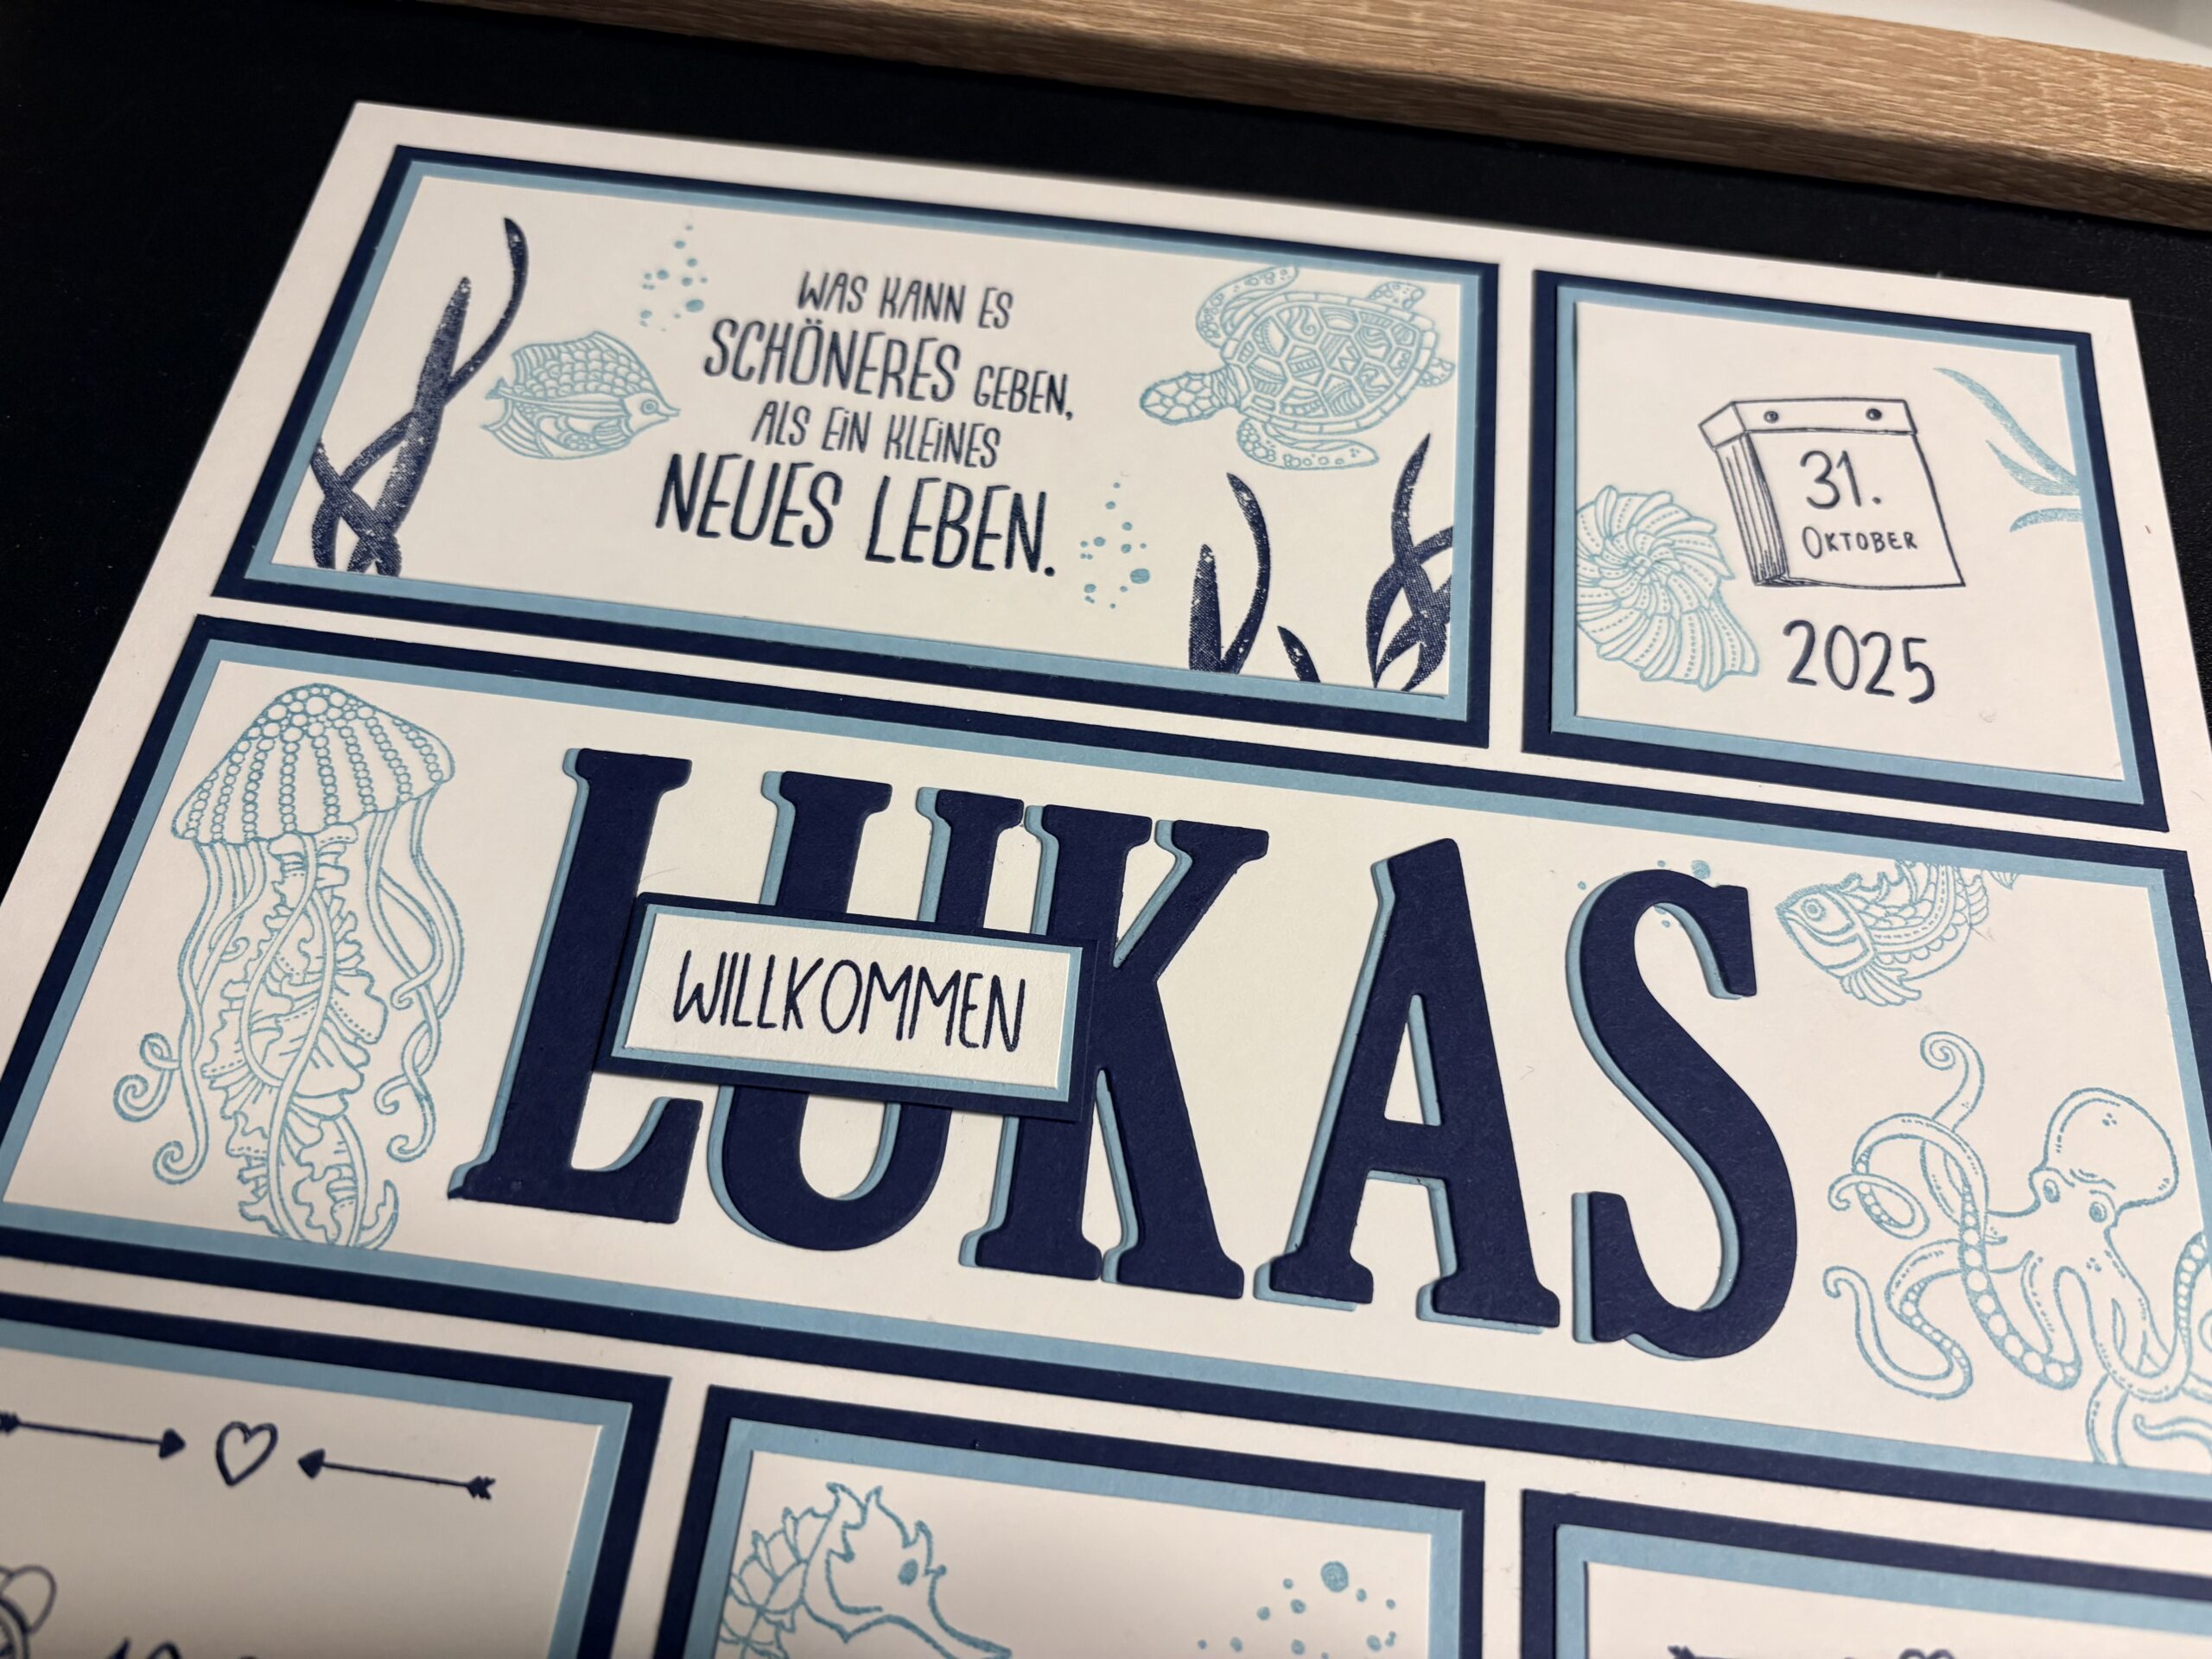 WAS KANN ES
SCHÖNERES GEBEN,
ALS EIN KLEINES
NEUES LEBEN.
31.
OKTOBER
2025
LUKAS
WILLKOMMEN